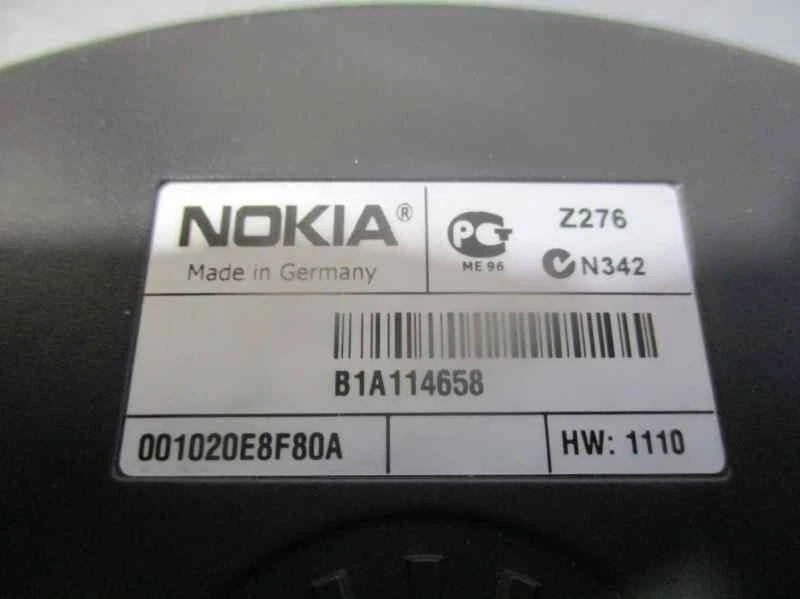 NOKIA®
Made in Germany
PCT
ME 96
Z276
N342
B1A114658
001020E8F80A
HW: 1110